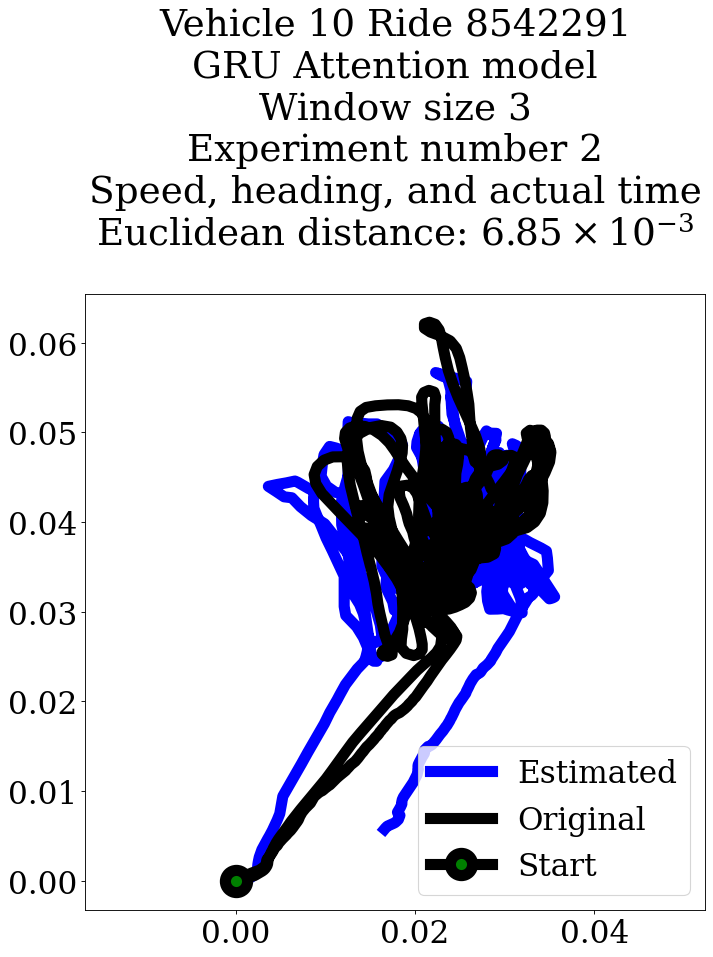 Vehicle 10 Ride 8542291
GRU Attention model
Window size 3
Experiment number 2
Speed, heading, and actual time
Euclidean distance: 6.85 × 10⁻³
0.06
0.05
0.04
0.03
0.02
0.01
0.00
Estimated
Original
Start
0.00 0.02 0.04